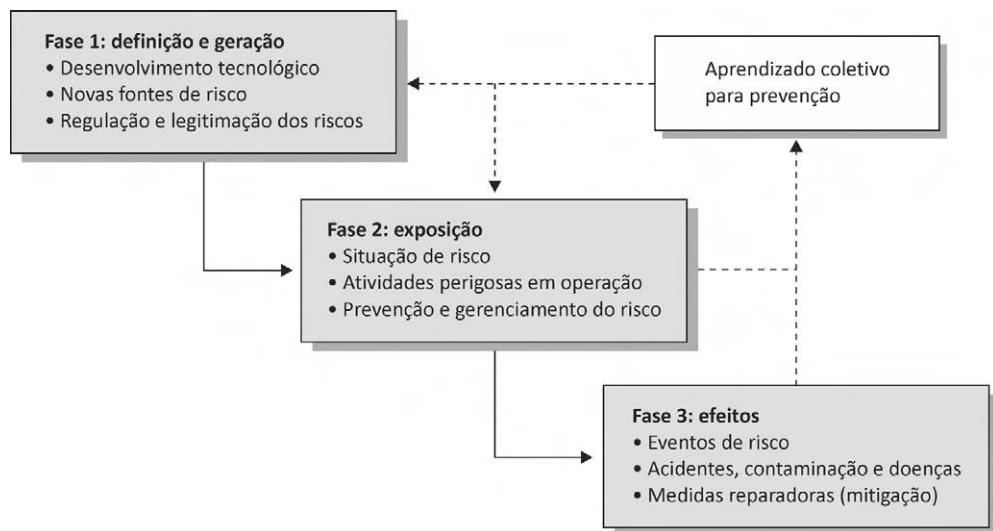 Fase 1: definição e geração
• Desenvolvimento tecnológico
• Novas fontes de risco
• Regulação e legitimação dos riscos
Aprendizado coletivo
para prevenção
Fase 2: exposição
• Situação de risco
• Atividades perigosas em operação
• Prevenção e gerenciamento do risco
Fase 3: efeitos
• Eventos de risco
• Acidentes, contaminação e doenças
• Medidas reparadoras (mitigação)